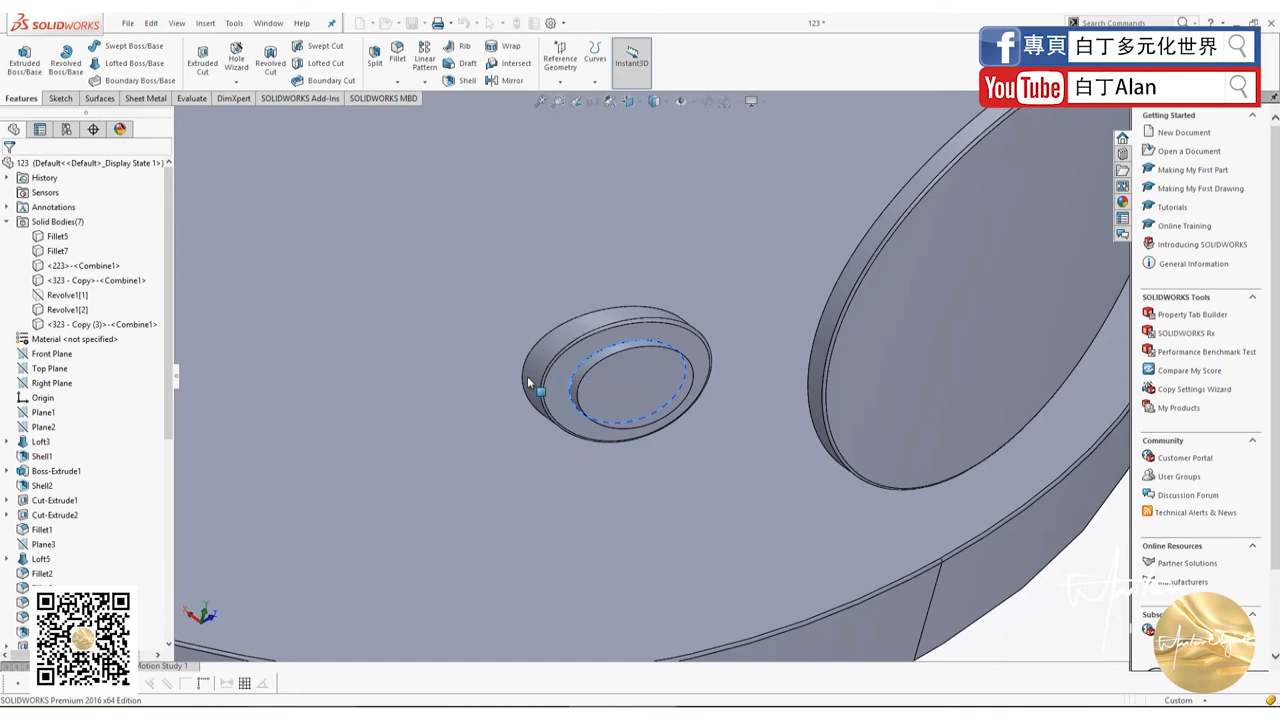 SOLIDWORKS
File
Edit
View
Insert
Tools
Window
Help
123 *
Search Commands
專頁
白丁多元化世界
YouTube
白丁Alan
Extruded Boss/Base
Revolved Boss/Base
Swept Boss/Base
Lofted Boss/Base
Boundary Boss/Base
Extruded Cut
Hole Wizard
Revolved Cut
Swept Cut
Lofted Cut
Boundary Cut
Split
Fillet
Linear Pattern
Rib
Draft
Shell
Wrap
Intersect
Mirror
Reference Geometry
Curves
Instant3D
Features
Sketch
Surfaces
Sheet Metal
Evaluate
DimXpert
SOLIDWORKS Add-Ins
SOLIDWORKS MBD
123 (Default<<Default>_Display State 1>)
History
Sensors
Annotations
Solid Bodies(7)
Fillet5
Fillet7
<223>-<Combine1>
<323 - Copy>-<Combine1>
Revolve1[1]
Revolve1[2]
<323 - Copy (3)>-<Combine1>
Material <not specified>
Front Plane
Top Plane
Right Plane
Origin
Plane1
Plane2
Loft3
Shell1
Boss-Extrude1
Shell2
Cut-Extrude1
Cut-Extrude2
Fillet1
Plane3
Loft5
Fillet2
Motion Study 1
SOLIDWORKS Premium 2016 x64 Edition
Getting Started
New Document
Open a Document
Making My First Part
Making My First Drawing
Tutorials
Online Training
Introducing SOLIDWORKS
General Information
SOLIDWORKS Tools
Property Tab Builder
SOLIDWORKS Rx
Performance Benchmark Test
Compare My Score
Copy Settings Wizard
My Products
Community
Customer Portal
User Groups
Discussion Forum
Technical Alerts & News
Online Resources
Partner Solutions
Manufacturers
Custom